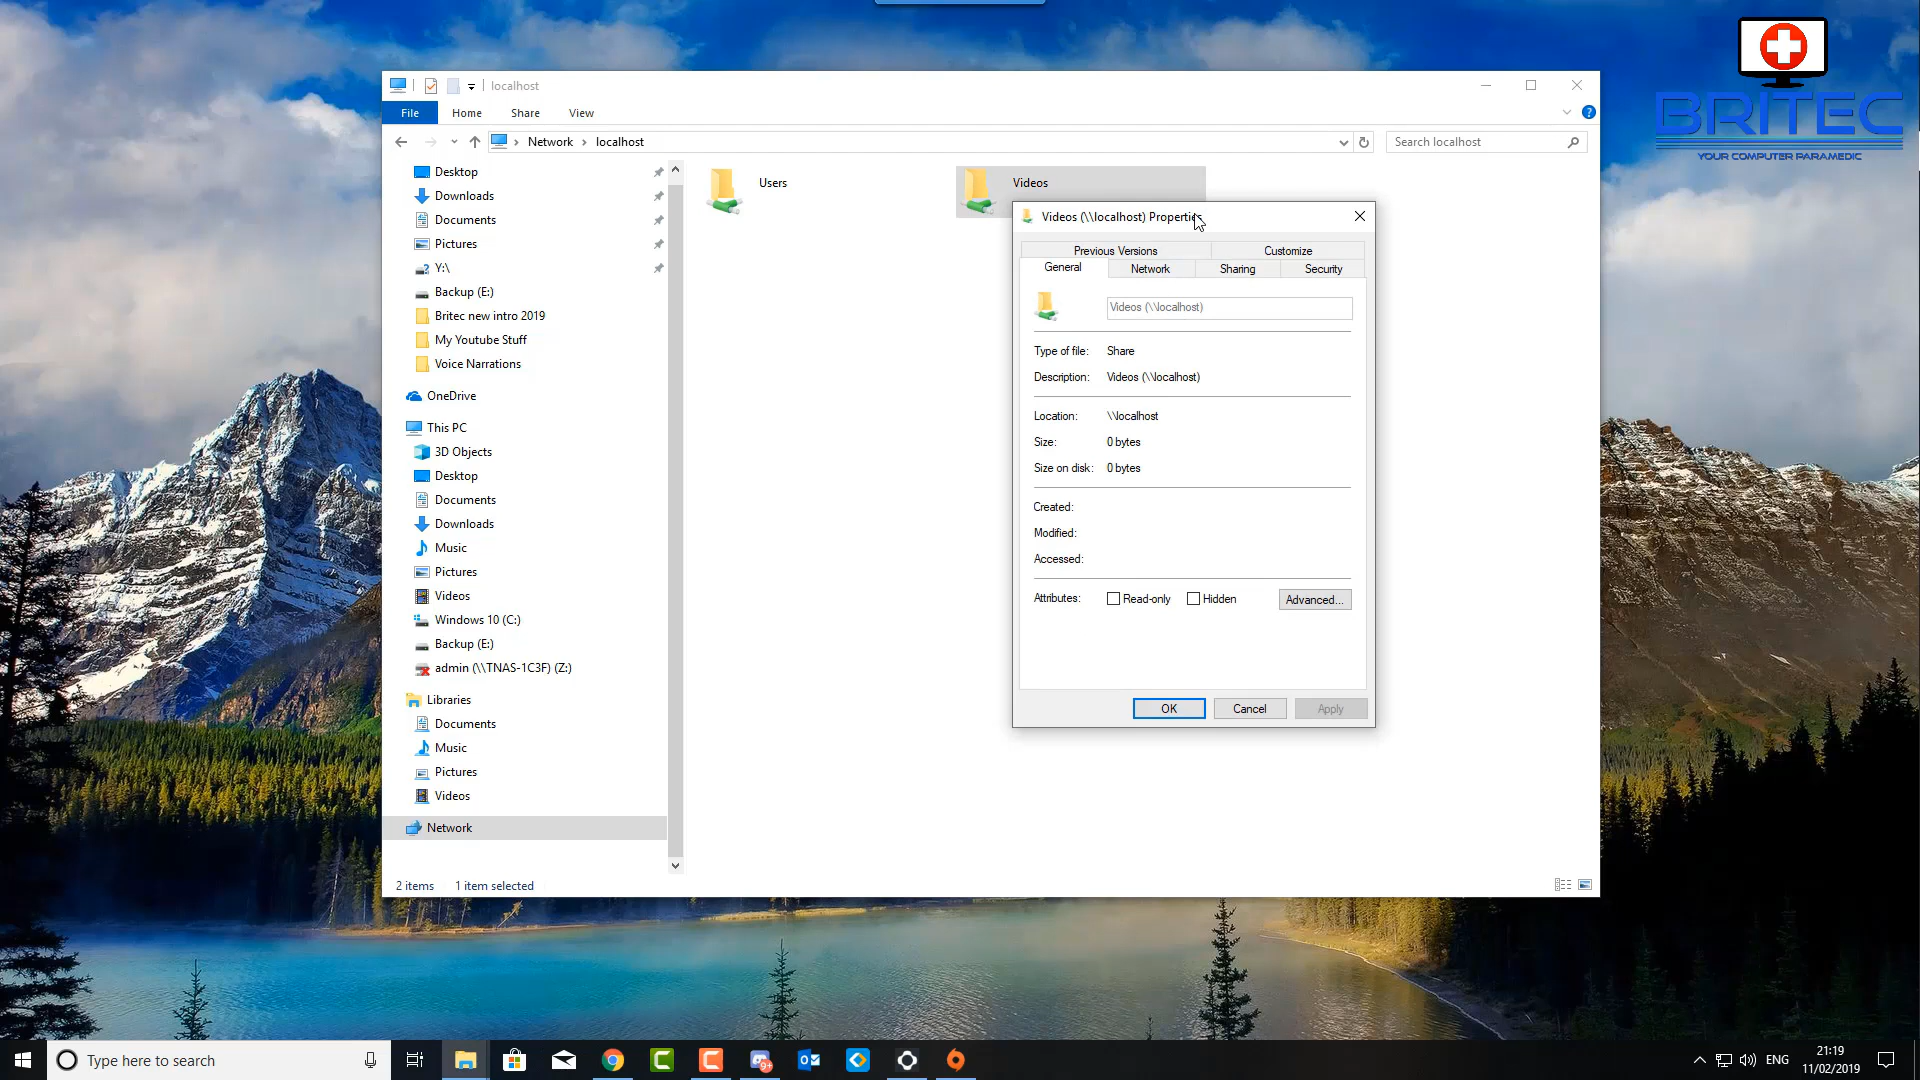 BRITEC
YOUR COMPUTER PARAMEDIC
localhost
File Home Share View
Network localhost
Search localhost
Desktop
Downloads
Documents
Pictures
Y:\
Backup (E:)
Britec new intro 2019
My Youtube Stuff
Voice Narrations
OneDrive
This PC
3D Objects
Desktop
Documents
Downloads
Music
Pictures
Videos
Windows 10 (C:)
Backup (E:)
admin (\\TNAS-1C3F) (Z:)
Libraries
Documents
Music
Pictures
Videos
Network
2 items 1 item selected
Users
Videos
Videos (\\localhost) Properties
Previous Versions Customize
General Network Sharing Security
Videos (\\localhost)
Type of file: Share
Description: Videos (\\localhost)
Location: \\localhost
Size: 0 bytes
Size on disk: 0 bytes
Created:
Modified:
Accessed:
Attributes: Read-only Hidden Advanced...
OK Cancel Apply
Type here to search
9+
ENG
21:19
11/02/2019